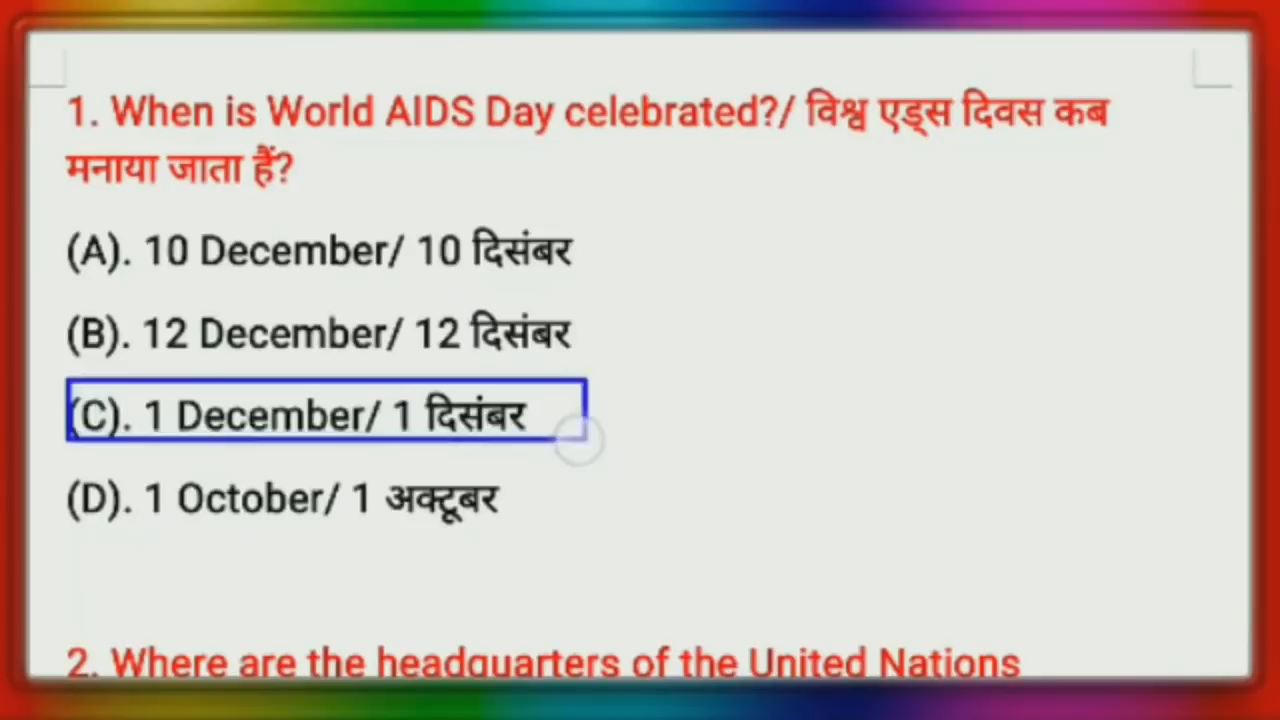 1. When is World AIDS Day celebrated?/ विश्व एड्स दिवस कब
मनाया जाता हैं?
(A). 10 December/ 10 दिसंबर
(B). 12 December/ 12 दिसंबर
(C). 1 December/ 1 दिसंबर
(D). 1 October/ 1 अक्टूबर
2. Where are the headquarters of the United Nations